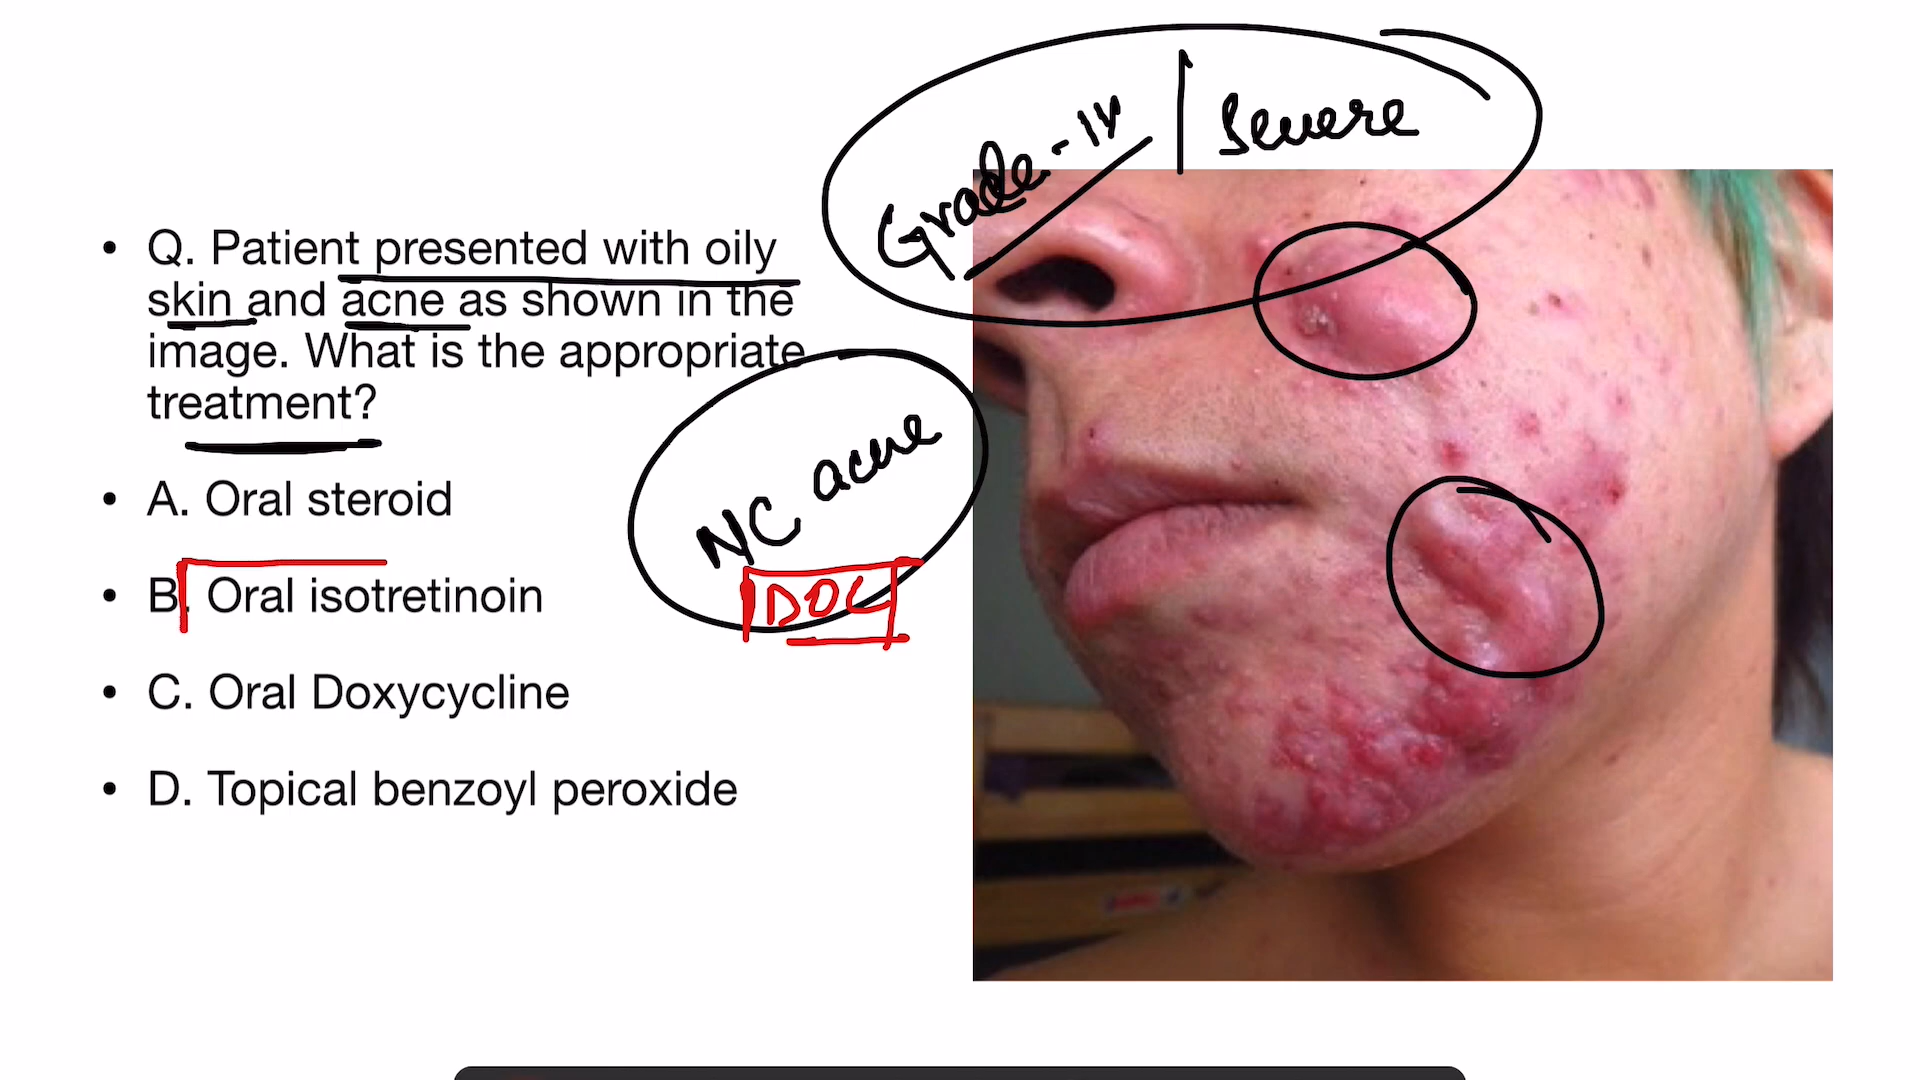 Grade-IV | Severe
• Q. Patient presented with oily
skin and acne as shown in the
image. What is the appropriate
treatment?
NC acne
• A. Oral steroid
• B. Oral isotretinoin
DOC
• C. Oral Doxycycline
• D. Topical benzoyl peroxide